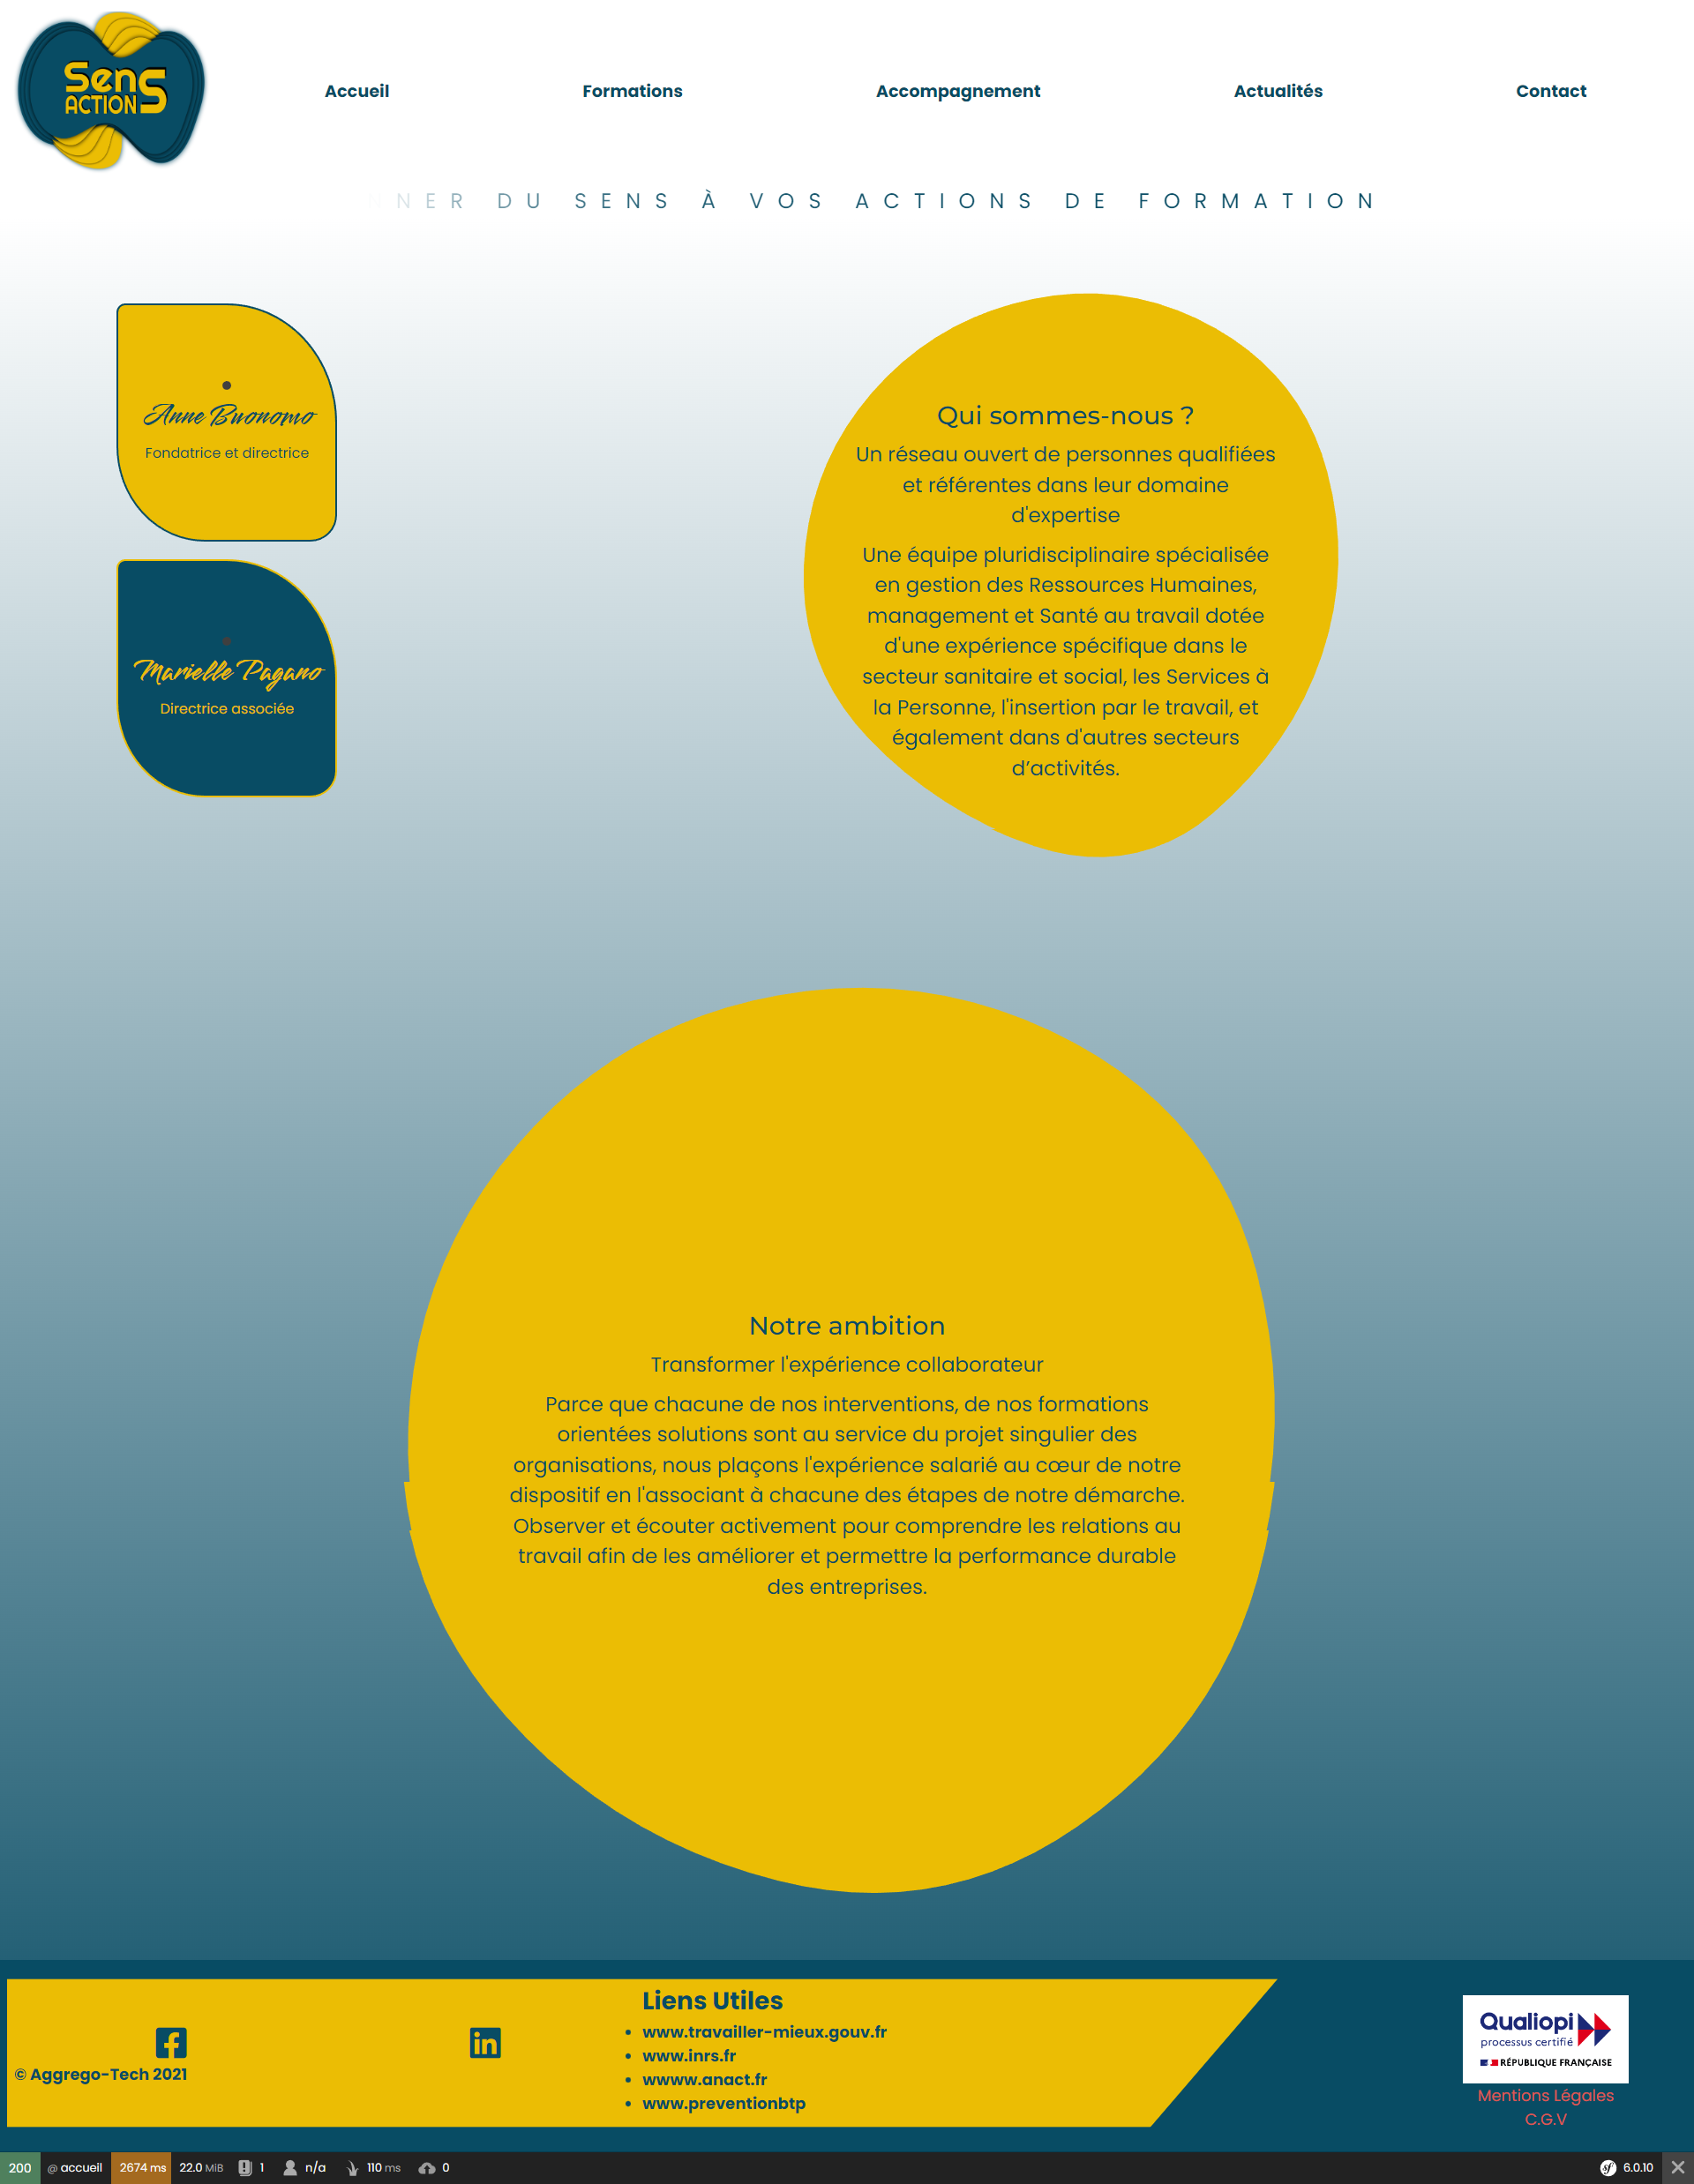 SenS
ACTION
Accueil
Formations
Accompagnement
Actualités
Contact
NNER DU SENS À VOS ACTIONS DE FORMATION
Anne Buonomo
Fondatrice et directrice
Marielle Pagano
Directrice associée
Qui sommes-nous ?
Un réseau ouvert de personnes qualifiées
et référentes dans leur domaine
d'expertise
Une équipe pluridisciplinaire spécialisée
en gestion des Ressources Humaines,
management et Santé au travail dotée
d'une expérience spécifique dans le
secteur sanitaire et social, les Services à
la Personne, l'insertion par le travail, et
également dans d'autres secteurs
d’activités.
Notre ambition
Transformer l'expérience collaborateur
Parce que chacune de nos interventions, de nos formations
orientées solutions sont au service du projet singulier des
organisations, nous plaçons l'expérience salarié au cœur de notre
dispositif en l'associant à chacune des étapes de notre démarche.
Observer et écouter activement pour comprendre les relations au
travail afin de les améliorer et permettre la performance durable
des entreprises.
© Aggrego-Tech 2021
Liens Utiles
• www.travailler-mieux.gouv.fr
• www.inrs.fr
• wwww.anact.fr
• www.preventionbtp
Qualiopi
processus certifié
RÉPUBLIQUE FRANÇAISE
Mentions Légales
C.G.V
200 @ accueil 2674 ms 22.0 MiB 1 n/a 110 ms 0 sf 6.0.10